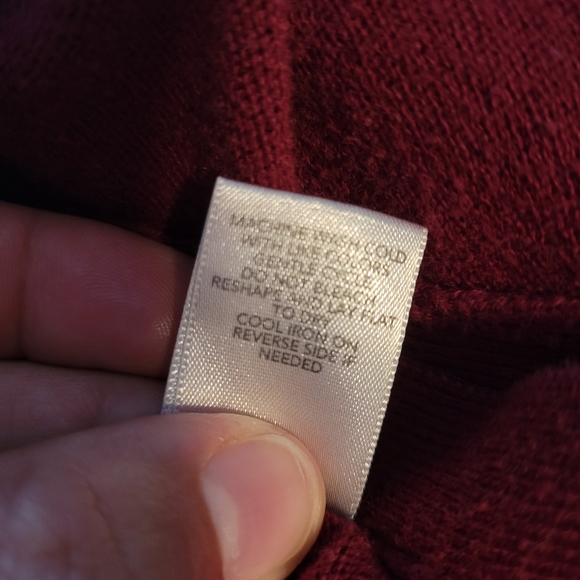 MACHINE WASH COLD
WITH LIKE COLORS
GENTLE CYCLE
DO NOT BLEACH
RESHAPE AND LAY FLAT
TO DRY
COOL IRON ON
REVERSE SIDE IF
NEEDED